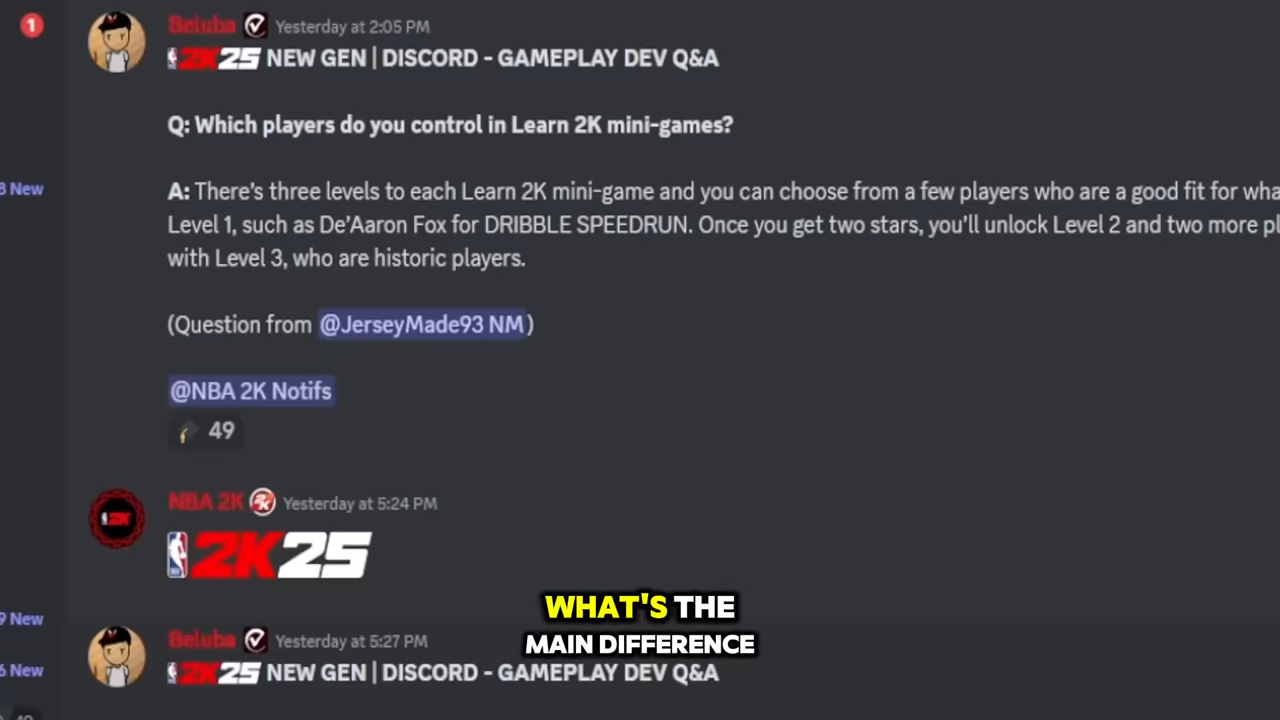 1
Beluba Yesterday at 2:05 PM
2K25 NEW GEN | DISCORD - GAMEPLAY DEV Q&A
Q: Which players do you control in Learn 2K mini-games?
8 New
A: There's three levels to each Learn 2K mini-game and you can choose from a few players who are a good fit for wha
Level 1, such as De'Aaron Fox for DRIBBLE SPEEDRUN. Once you get two stars, you'll unlock Level 2 and two more pl
with Level 3, who are historic players.
(Question from @JerseyMade93 NM)
@NBA 2K Notifs
49
NBA 2K Yesterday at 5:24 PM
2K25
WHAT'S THE
MAIN DIFFERENCE
9 New
Beluba Yesterday at 5:27 PM
6 New
2K25 NEW GEN | DISCORD - GAMEPLAY DEV Q&A